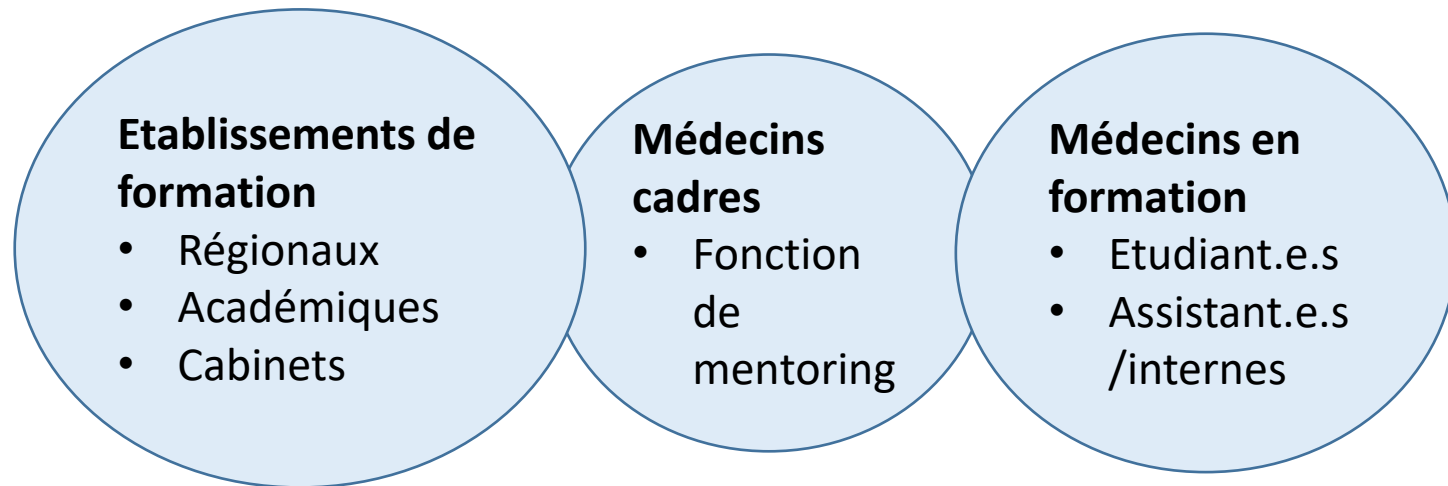 Etablissements de
formation
• Régionaux
• Académiques
• Cabinets
Médecins
cadres
• Fonction
de
mentoring
Médecins en
formation
• Etudiant.e.s
• Assistant.e.s
/internes